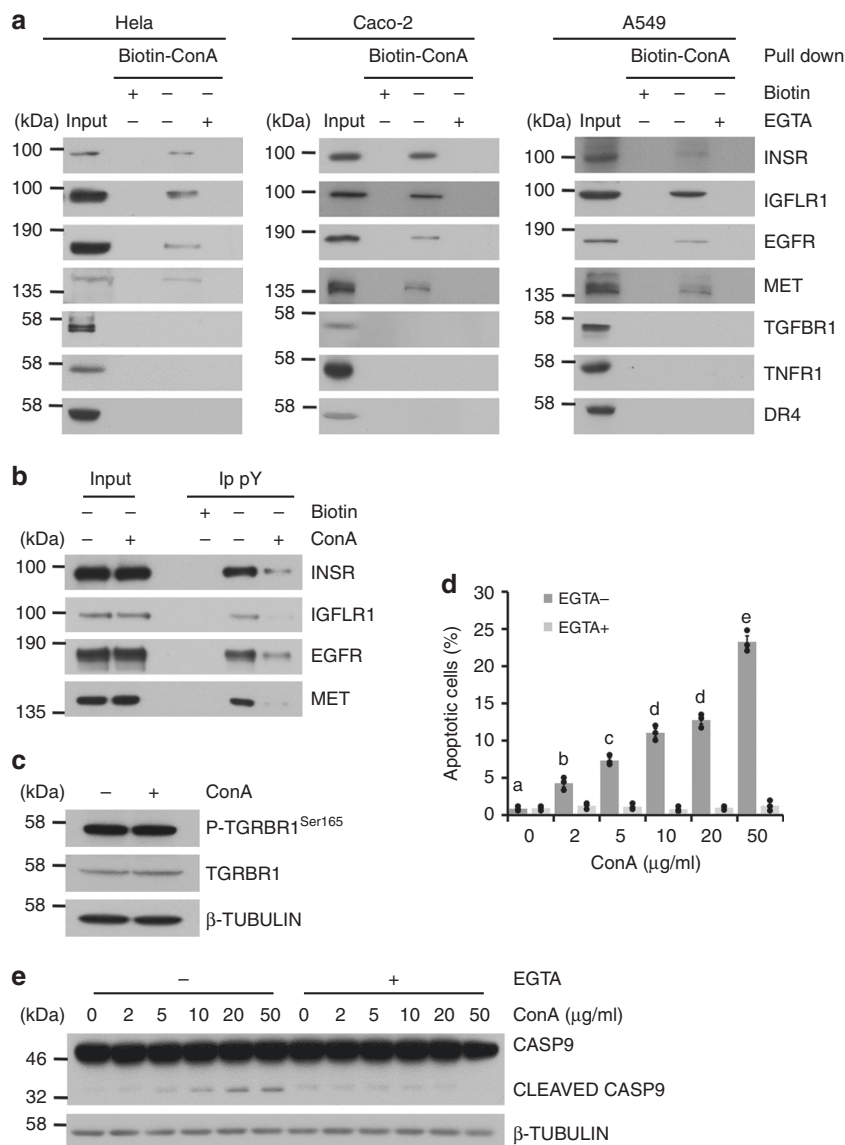 a
Hela Caco-2 A549
Biotin-ConA Biotin-ConA Biotin-ConA Pull down
+ – – + – – + – – Biotin
(kDa) Input – – + (kDa) Input – – + (kDa) Input – – + EGTA
100 100 100 INSR
100 100 100 IGFLR1
190 190 190 EGFR
135 135 135 MET
58 58 58 TGFBR1
58 58 58 TNFR1
58 58 58 DR4
b
Input Ip pY
– – + – – Biotin
(kDa) – + – – + ConA
100 INSR
100 IGFLR1
190 EGFR
135 MET
c
(kDa) – + ConA
58 P-TGRBR1Ser165
58 TGRBR1
58 β-TUBULIN
d
30
25
20
15
10
5
0
Apoptotic cells (%)
EGTA–
EGTA+
a b c d d e
0 2 5 10 20 50
ConA (μg/ml)
e
– + EGTA
(kDa) 0 2 5 10 20 50 0 2 5 10 20 50 ConA (μg/ml)
CASP9
46
CLEAVED CASP9
32
58
β-TUBULIN